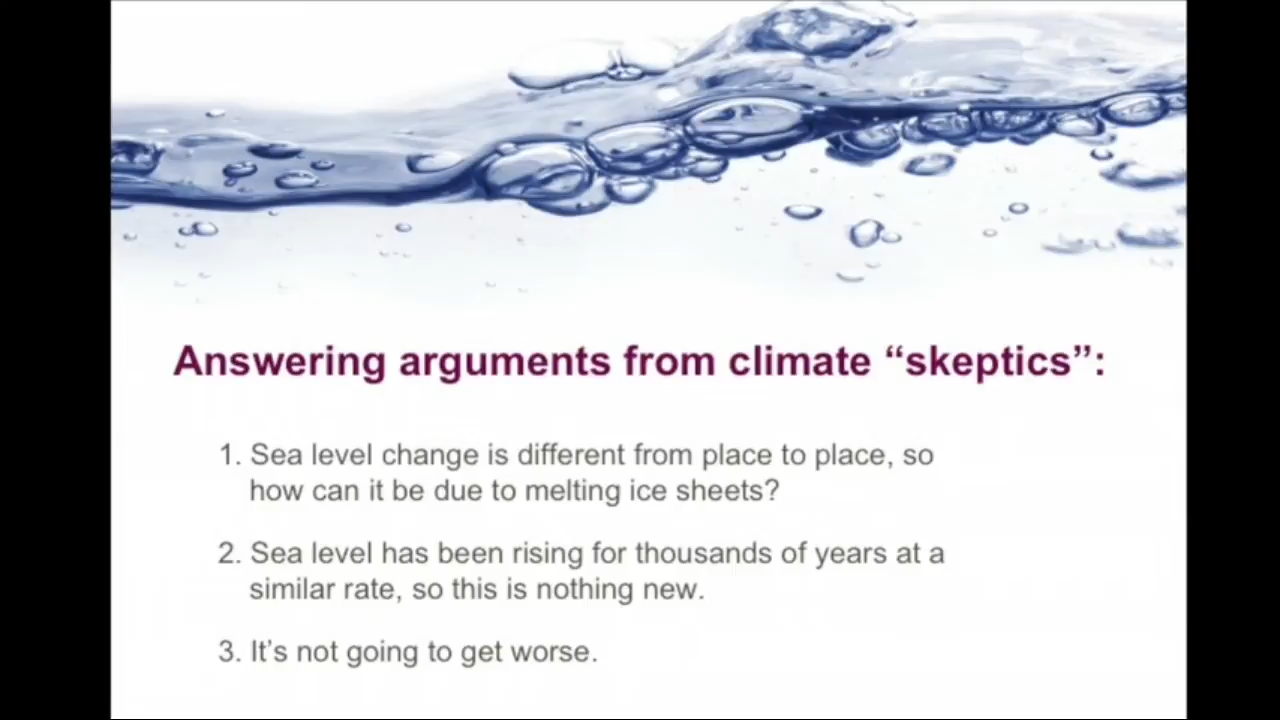 Answering arguments from climate “skeptics”:
1. Sea level change is different from place to place, so
how can it be due to melting ice sheets?
2. Sea level has been rising for thousands of years at a
similar rate, so this is nothing new.
3. It’s not going to get worse.